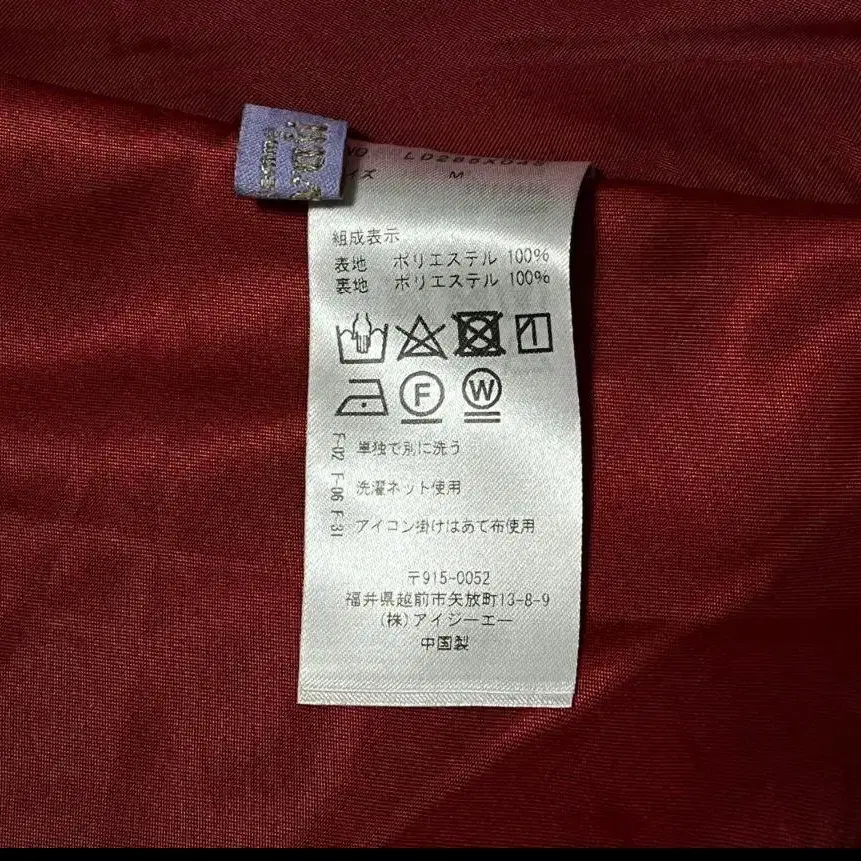 M
組成表示
表地 ポリエステル 100%
裏地 ポリエステル 100%
F
W
F-02 単独で別に洗う
F-06 洗濯ネット使用
F-31 アイロン掛けはあて布使用
〒915-0052
福井県越前市矢放町13-8-9
(株)アイジーエー
中国製